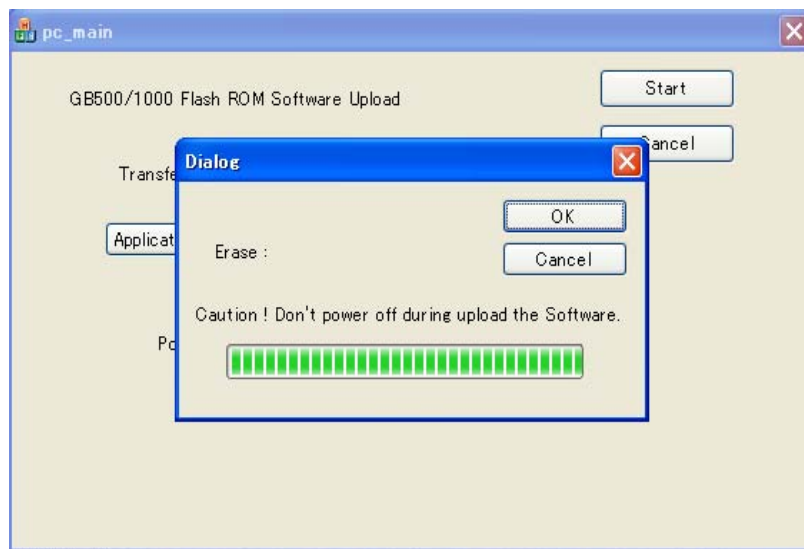 pc_main
GB500/1000 Flash ROM Software Upload
Start
Cancel
Dialog
OK
Erase :
Cancel
Caution ! Don't power off during upload the Software.